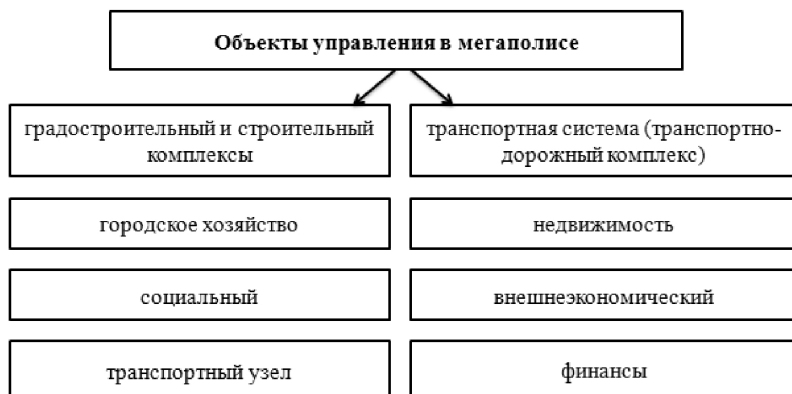 Объекты управления в мегаполисе
градостроительный и строительный
комплексы
транспортная система (транспортно-
дорожный комплекс)
городское хозяйство
недвижимость
социальный
внешнеэкономический
транспортный узел
финансы